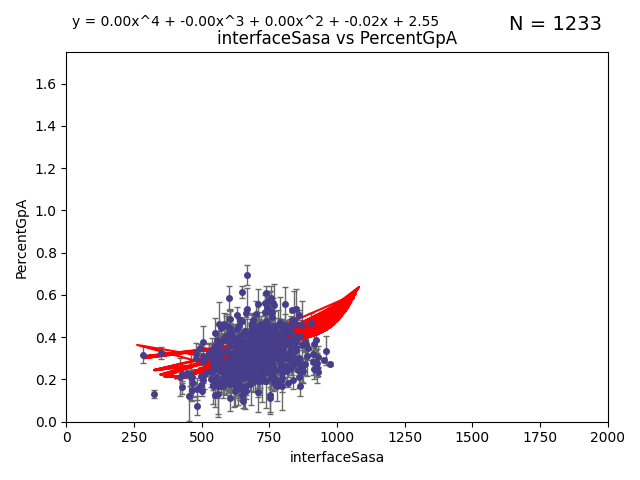 y = 0.00x^4 + -0.00x^3 + 0.00x^2 + -0.02x + 2.55
N = 1233
interfaceSasa vs PercentGpA
PercentGpA
1.6
1.4
1.2
1.0
0.8
0.6
0.4
0.2
0.0
0 250 500 750 1000 1250 1500 1750 2000
interfaceSasa